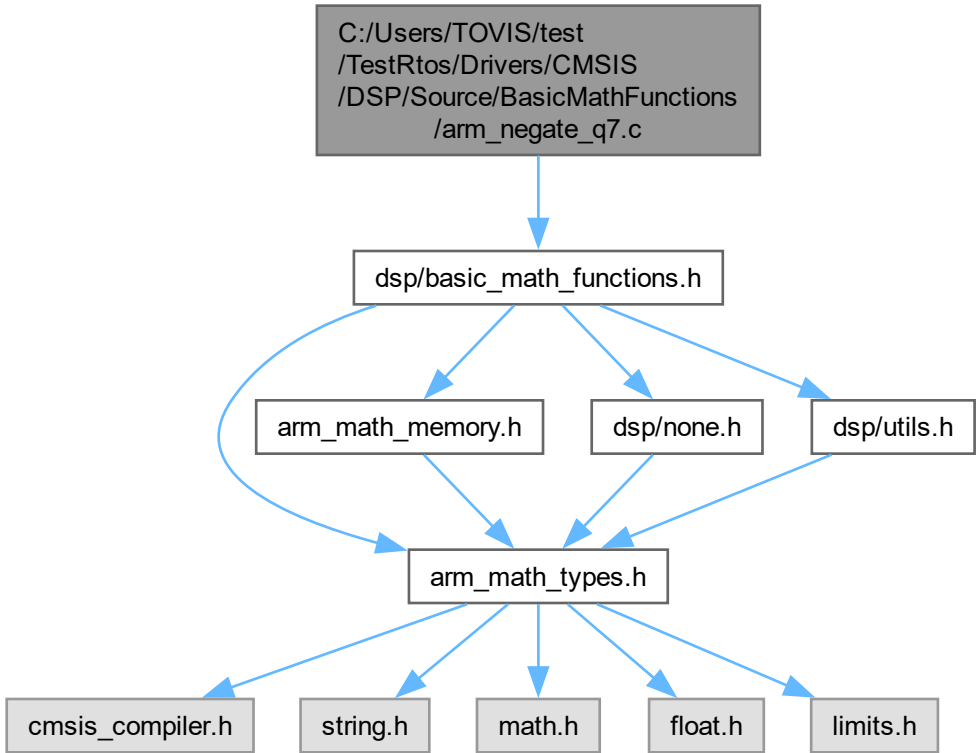 C:/Users/TOVIS/test
/TestRtos/Drivers/CMSIS
/DSP/Source/BasicMathFunctions
/arm_negate_q7.c
dsp/basic_math_functions.h
arm_math_memory.h
dsp/none.h
dsp/utils.h
arm_math_types.h
cmsis_compiler.h
string.h
math.h
float.h
limits.h